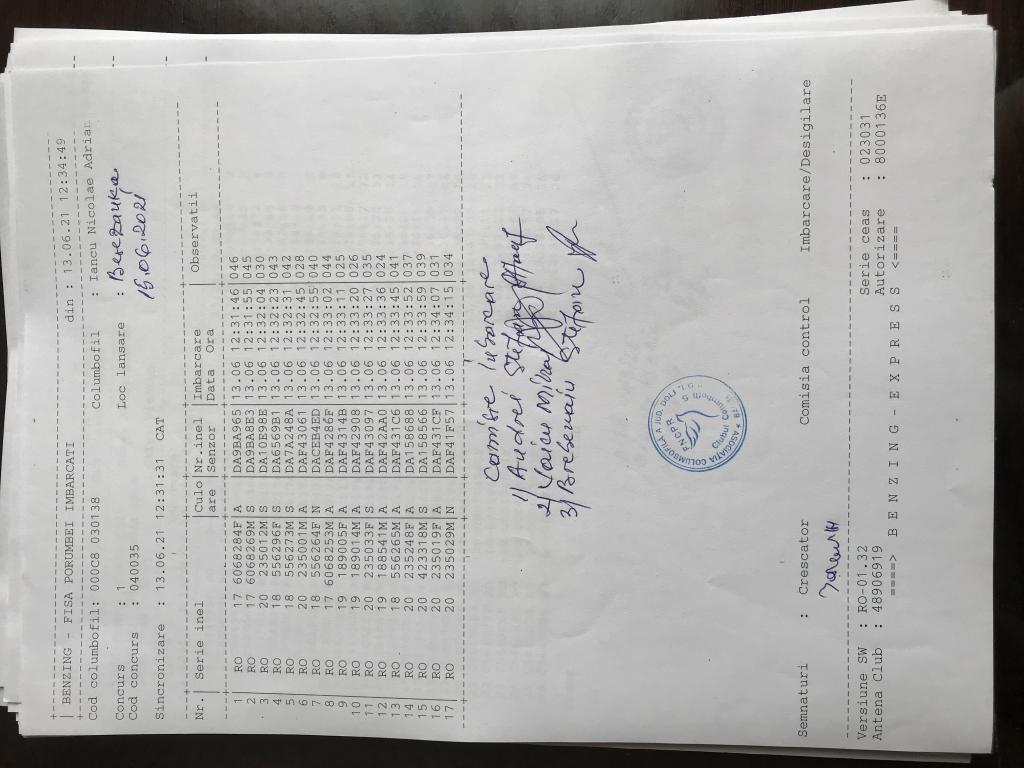 BENZING - FISA PORUMBEI IMBARCATI din : 13.06.21 12:34:49
Cod columbofil: 000C8 030138 Columbofil : Iancu Nicolae Adrian
Concurs : 1 Loc lansare : Berezauka
Cod concurs : 040035 15.06.2021
Sincronizare : 13.06.21 12:31:31 CAT
Nr. | Serie inel | Culo | Nr.inel | Imbarcare | Observatii
are | Senzor | Data Ora
1 RO 17 6068284F A DA9BA965 13.06 12:31:46 046
2 RO 17 6068269M S DA9BA8E3 13.06 12:31:55 045
3 RO 20 235012M S DA10E98E 13.06 12:32:04 030
4 RO 18 556296F S DA6569B1 13.06 12:32:23 043
5 RO 18 556273M S DA7A248A 13.06 12:32:31 042
6 RO 20 235001M A DAF43061 13.06 12:32:45 028
7 RO 18 556264F N DACEB4ED 13.06 12:32:55 040
8 RO 17 6068253M A DAF4286F 13.06 12:33:02 044
9 RO 19 189005F A DAF4314B 13.06 12:33:11 025
10 RO 19 189014M A DAF42908 13.06 12:33:20 026
11 RO 20 235033F S DAF43097 13.06 12:33:27 035
12 RO 19 188541M A DAF42AA0 13.06 12:33:36 024
13 RO 18 556265M A DAF431C6 13.06 12:33:45 041
14 RO 20 235248F A DA158688 13.06 12:33:52 037
15 RO 20 423318M S DA158566 13.06 12:33:59 039
16 RO 20 235019F A DAF431CF 13.06 12:34:07 031
17 RO 20 235029M N DAF41F57 13.06 12:34:15 034
1) Andrei
2)
3)
ASOCIATIA COLUMBOFILA A JUD. DOLJ
FNCPR
Clubul
Semnaturi : Crescator Comisia control Imbarcare/Desigilare
Versiune SW : RO-01.32 Serie ceas : 023031
Antena Club : 48906919 Autorizare : 8000136E
====> B E N Z I N G - E X P R E S S <====